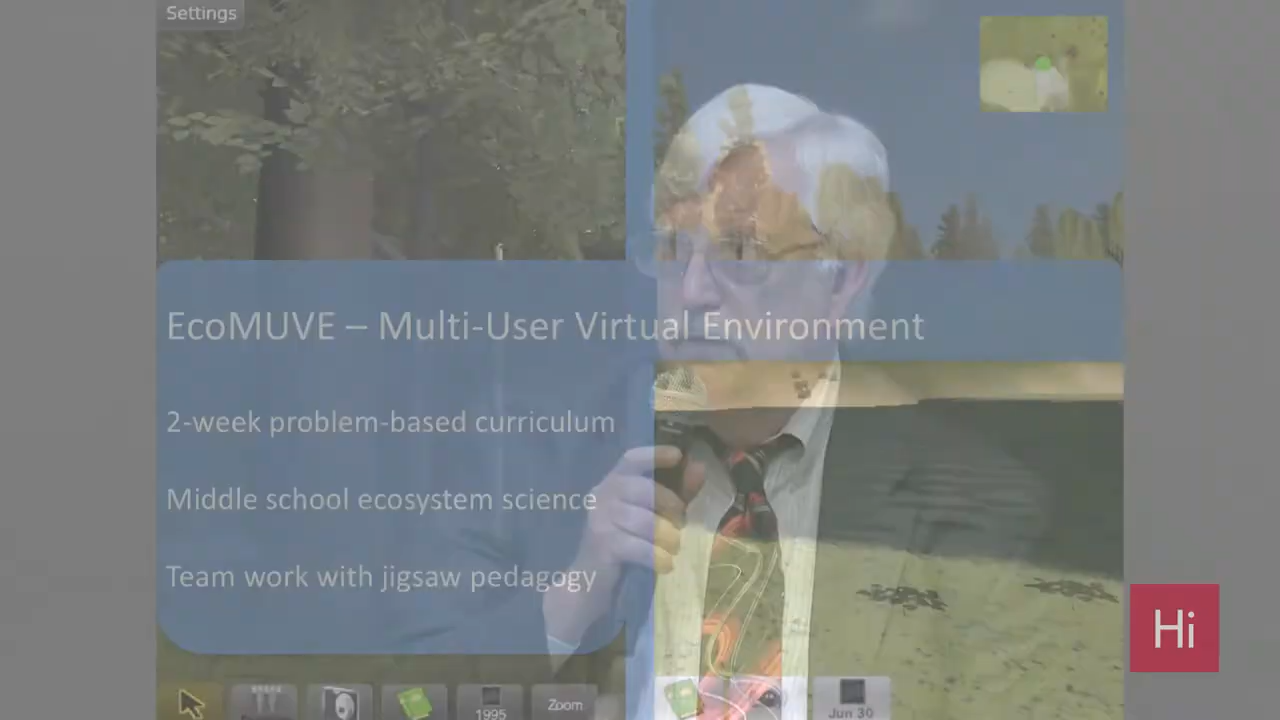 Settings
EcoMUVE – Multi-User Virtual Environment
2-week problem-based curriculum
Middle school ecosystem science
Team work with jigsaw pedagogy
Hi
1995
Zoom
Jun 30